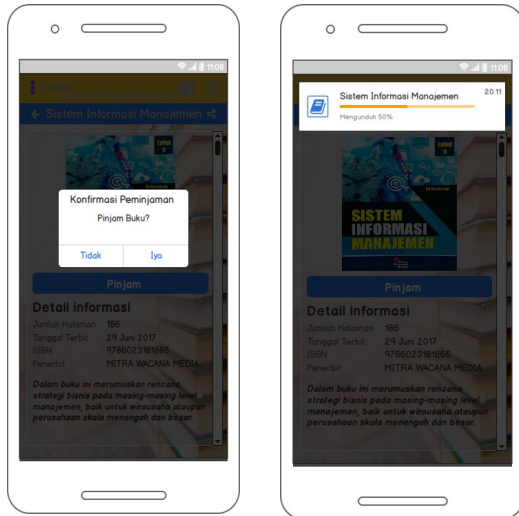 11:08
Sistem Informasi Manajemen
Konfirmasi Peminjaman
Pinjam Buku?
Tidak Iya
Pinjam
Detail informasi
Jumlah Halaman 186
Tanggal Terbit 29 Juni 2017
ISBN 9786023181865
Penerbit MITRA WACANA MEDIA
Dalam buku ini merumuskan rencana
strategi bisnis pada masing-masing level
manajemen, baik untuk wirausaha ataupun
perusahaan skala menengah dan besar.
11:08
Sistem Informasi Manajemen 20.11
Mengunduh 50%
SISTEM
INFORMASI
MANAJEMEN
Pinjam
Detail informasi
Jumlah Halaman 186
Tanggal Terbit 29 Juni 2017
ISBN 9786023181865
Penerbit MITRA WACANA MEDIA
Dalam buku ini merumuskan rencana
strategi bisnis pada masing-masing level
manajemen, baik untuk wirausaha ataupun
perusahaan skala menengah dan besar.